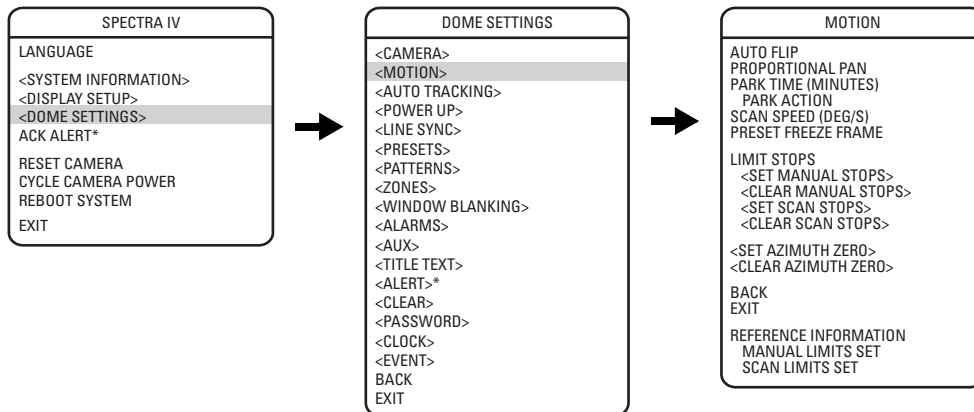 SPECTRA IV
LANGUAGE
<SYSTEM INFORMATION>
<DISPLAY SETUP>
<DOME SETTINGS>
ACK ALERT*
RESET CAMERA
CYCLE CAMERA POWER
REBOOT SYSTEM
EXIT
DOME SETTINGS
<CAMERA>
<MOTION>
<AUTO TRACKING>
<POWER UP>
<LINE SYNC>
<PRESETS>
<PATTERNS>
<ZONES>
<WINDOW BLANKING>
<ALARMS>
<AUX>
<TITLE TEXT>
<ALERT>*
<CLEAR>
<PASSWORD>
<CLOCK>
<EVENT>
BACK
EXIT
MOTION
AUTO FLIP
PROPORTIONAL PAN
PARK TIME (MINUTES)
PARK ACTION
SCAN SPEED (DEG/S)
PRESET FREEZE FRAME
LIMIT STOPS
<SET MANUAL STOPS>
<CLEAR MANUAL STOPS>
<SET SCAN STOPS>
<CLEAR SCAN STOPS>
<SET AZIMUTH ZERO>
<CLEAR AZIMUTH ZERO>
BACK
EXIT
REFERENCE INFORMATION
MANUAL LIMITS SET
SCAN LIMITS SET